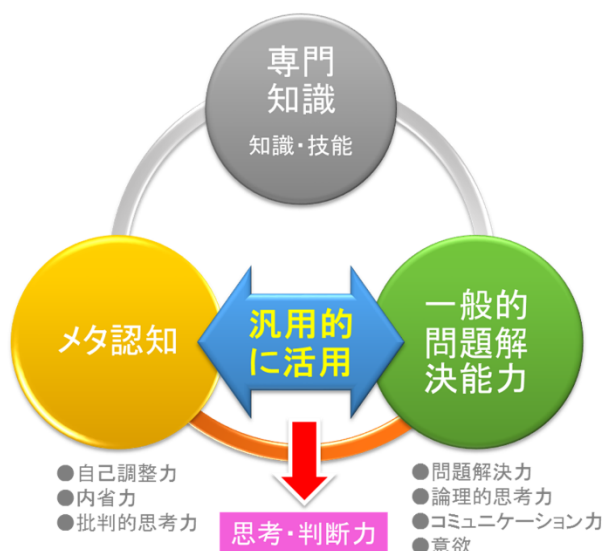 専門
知識
知識・技能
メタ認知
汎用的
に活用
一般的
問題解
決能力
●自己調整力
●内省力
●批判的思考力
●問題解決力
●論理的思考力
●コミュニケーション力
●意欲
思考・判断力